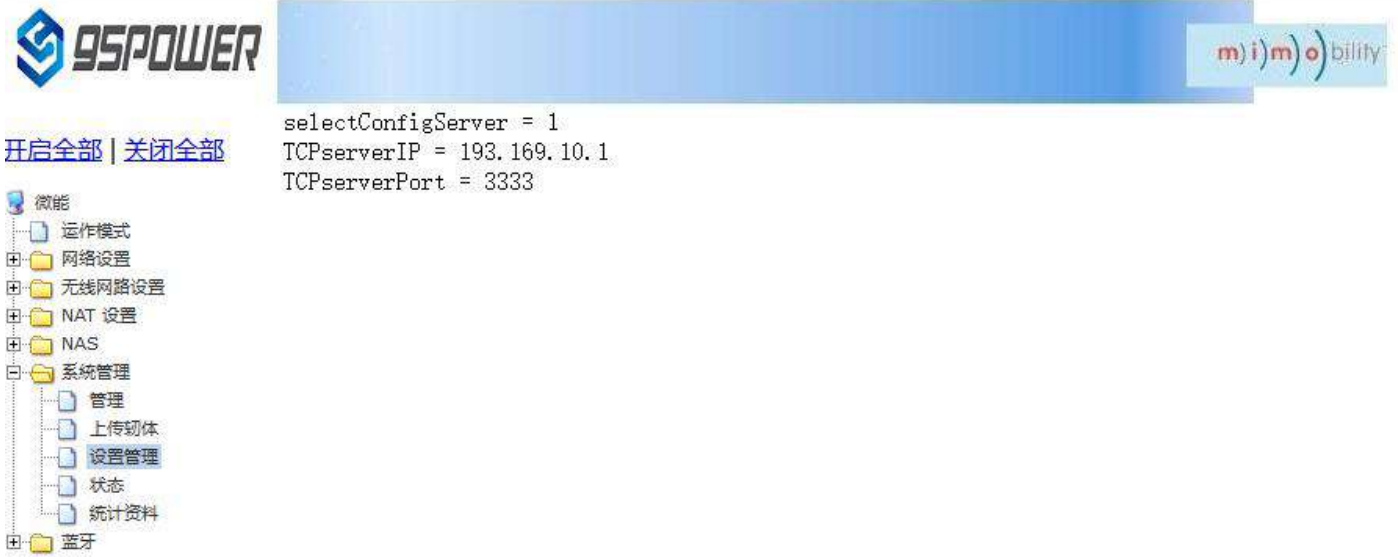 95POWER
m)i)m)o)bility
开启全部 | 关闭全部
selectConfigServer = 1
TCPserverIP = 193.169.10.1
TCPserverPort = 3333
微能
运作模式
网络设置
无线网路设置
NAT 设置
NAS
系统管理
管理
上传韧体
设置管理
状态
统计资料
蓝牙